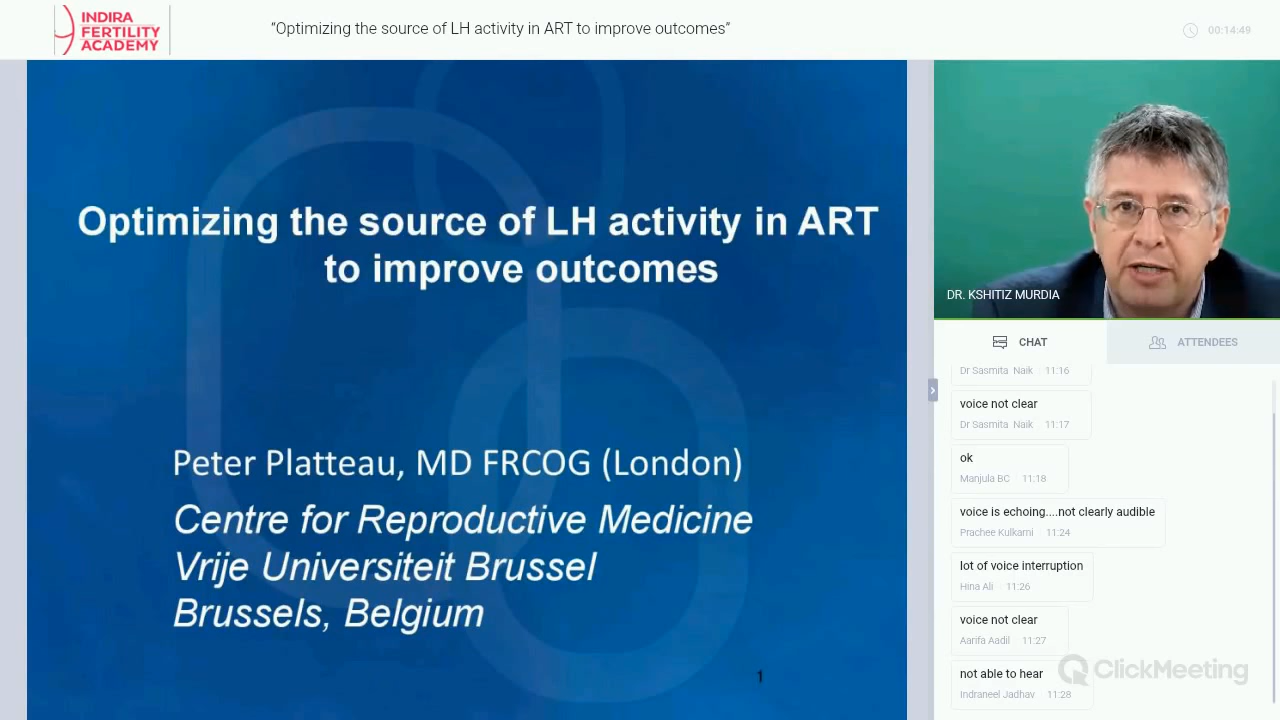 INDIRA
FERTILITY
ACADEMY
“Optimizing the source of LH activity in ART to improve outcomes”
00:14:49
Optimizing the source of LH activity in ART
to improve outcomes
Peter Platteau, MD FRCOG (London)
Centre for Reproductive Medicine
Vrije Universiteit Brussel
Brussels, Belgium
1
DR. KSHITIZ MURDIA
CHAT
ATTENDEES
Dr Sasmita Naik 11:16
voice not clear
Dr Sasmita Naik 11:17
ok
Manjula BC 11:18
voice is echoing....not clearly audible
Prachee Kulkarni 11:24
lot of voice interruption
Hina Ali 11:26
voice not clear
Aarifa Aadil 11:27
not able to hear
Indraneel Jadhav 11:28
ClickMeeting